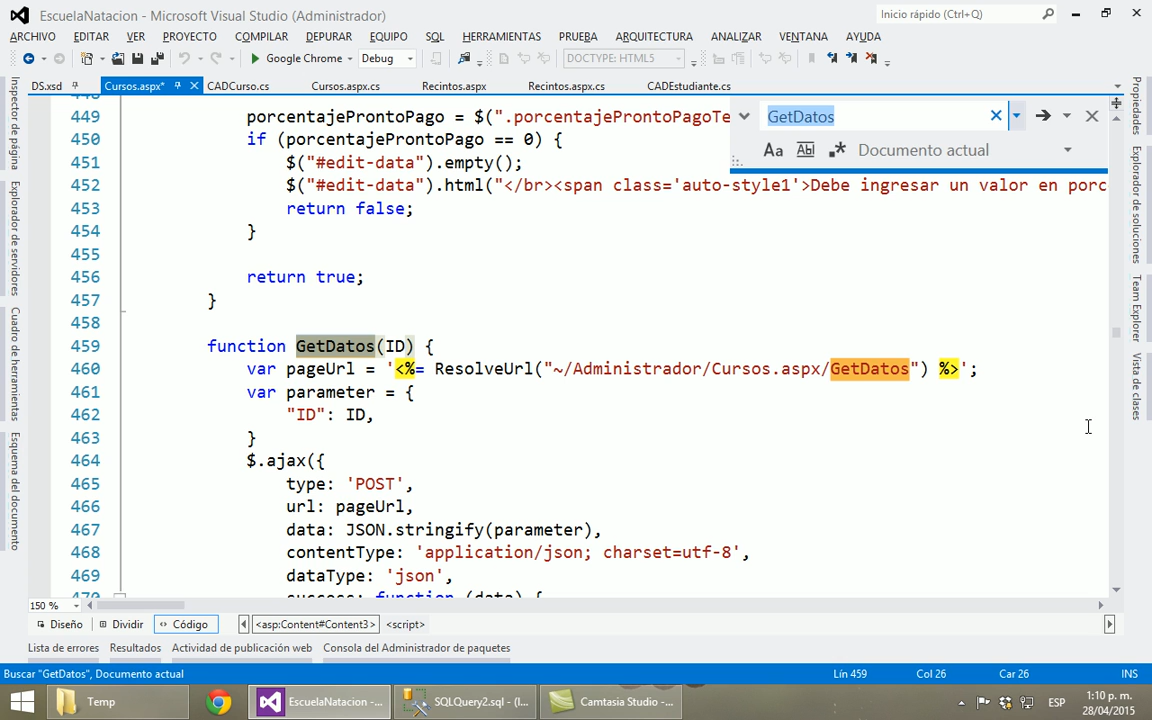 EscuelaNatacion - Microsoft Visual Studio (Administrador)
Inicio rápido (Ctrl+Q)
ARCHIVO EDITAR VER PROYECTO COMPILAR DEPURAR EQUIPO SQL HERRAMIENTAS PRUEBA ARQUITECTURA ANALIZAR VENTANA AYUDA
Google Chrome Debug DOCTYPE: HTML5
DS.xsd Cursos.aspx* CADCurso.cs Cursos.aspx.cs Recintos.aspx Recintos.aspx.cs CADEstudiante.cs
GetDatos
Aa Abl .* Documento actual
449 porcentajeProntoPago = $(".porcentajeProntoPagoTe
450 if (porcentajeProntoPago == 0) {
451 $("#edit-data").empty();
452 $("#edit-data").html("</br><span class='auto-style1'>Debe ingresar un valor en porc
453 return false;
454 }
455
456 return true;
457 }
458
459 function GetDatos(ID) {
460 var pageUrl = '<%= ResolveUrl("~/Administrador/Cursos.aspx/GetDatos") %>';
461 var parameter = {
462 "ID": ID,
463 }
464 $.ajax({
465 type: 'POST',
466 url: pageUrl,
467 data: JSON.stringify(parameter),
468 contentType: 'application/json; charset=utf-8',
469 dataType: 'json',
470 success: function (data) {
Inspector de página
Explorador de servidores
Cuadro de herramientas
Esquema del documento
Propiedades
Explorador de soluciones
Team Explorer
Vista de clases
150 %
Diseño Dividir Código <asp:Content#Content3> <script>
Lista de errores Resultados Actividad de publicación web Consola del Administrador de paquetes
Buscar "GetDatos", Documento actual Lín 459 Col 26 Car 26 INS
Temp EscuelaNatacion -... SQLQuery2.sql - (l... Camtasia Studio -... ESP 1:10 p. m.
28/04/2015